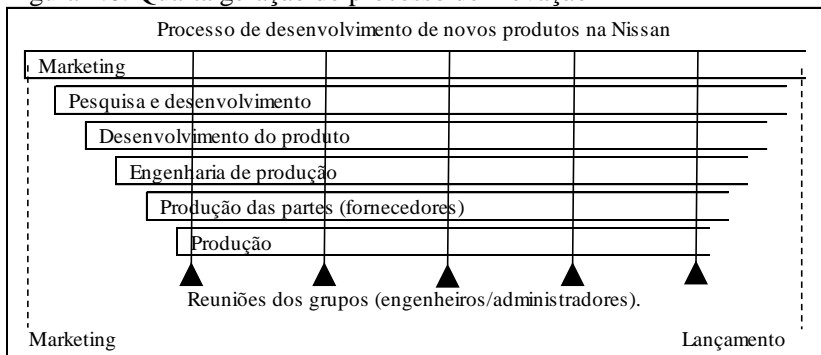 Processo de desenvolvimento de novos produtos na Nissan
Marketing
Pesquisa e desenvolvimento
Desenvolvimento do produto
Engenharia de produção
Produção das partes (fornecedores)
Produção
Reuniões dos grupos (engenheiros/administradores).
Marketing Lançamento